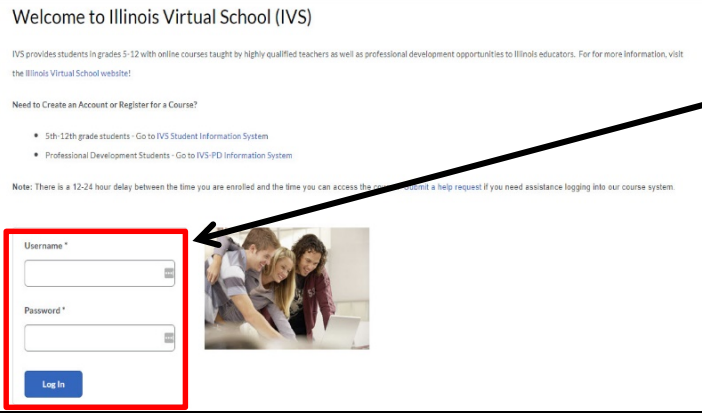 Welcome to Illinois Virtual School (IVS)
IVS provides students in grades 5-12 with online courses taught by highly qualified teachers as well as professional development opportunities to Illinois educators. For for more information, visit
the Illinois Virtual School website!
Need to Create an Account or Register for a Course?
• 5th-12th grade students - Go to IVS Student Information System
• Professional Development Students - Go to IVS-PD Information System
Note: There is a 12-24 hour delay between the time you are enrolled and the time you can access the submit a help request if you need assistance logging into our course system.
Username *
Password *
Log In